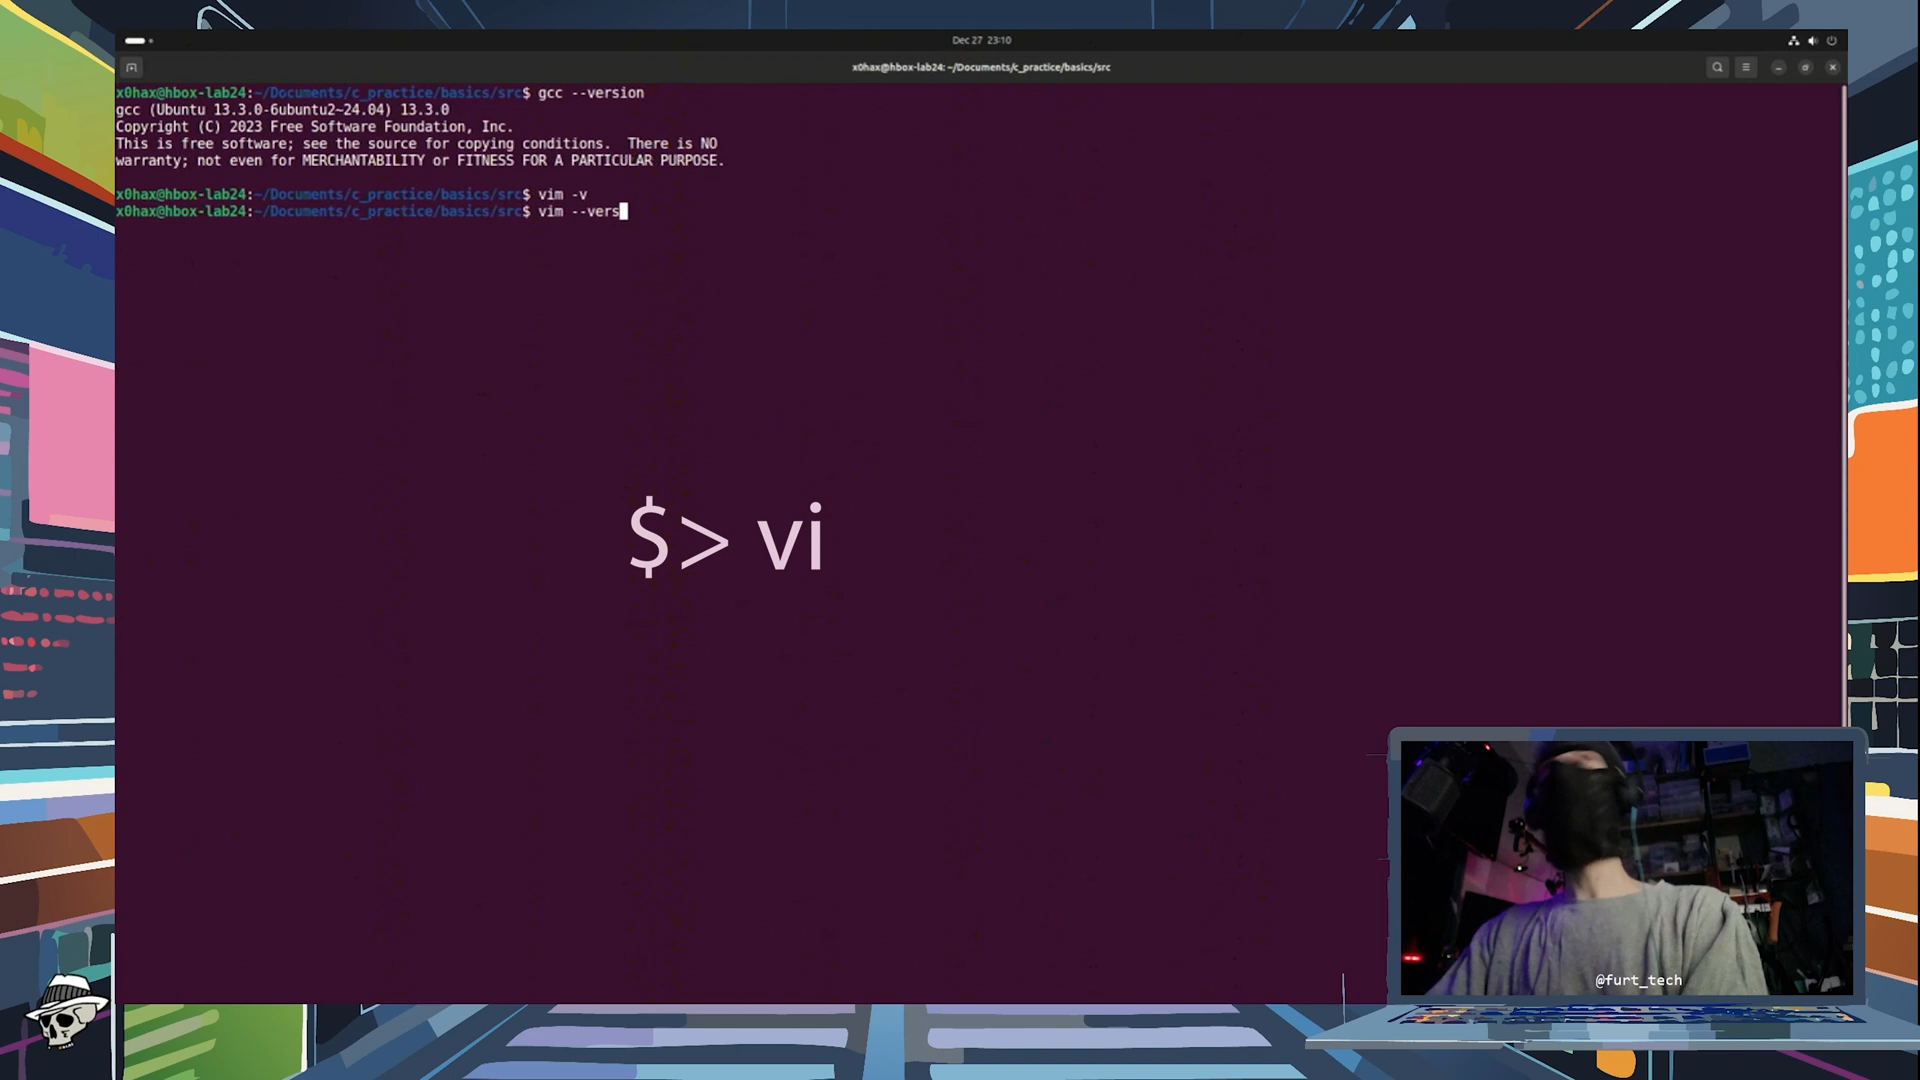 Dec 27 23:10
x0hax@hbox-lab24: ~/Documents/c_practice/basics/src
x0hax@hbox-lab24:~/Documents/c_practice/basics/src$ gcc --version
gcc (Ubuntu 13.3.0-6ubuntu2~24.04) 13.3.0
Copyright (C) 2023 Free Software Foundation, Inc.
This is free software; see the source for copying conditions.  There is NO
warranty; not even for MERCHANTABILITY or FITNESS FOR A PARTICULAR PURPOSE.
x0hax@hbox-lab24:~/Documents/c_practice/basics/src$ vim -v
x0hax@hbox-lab24:~/Documents/c_practice/basics/src$ vim --vers
$> vi
@furt_tech